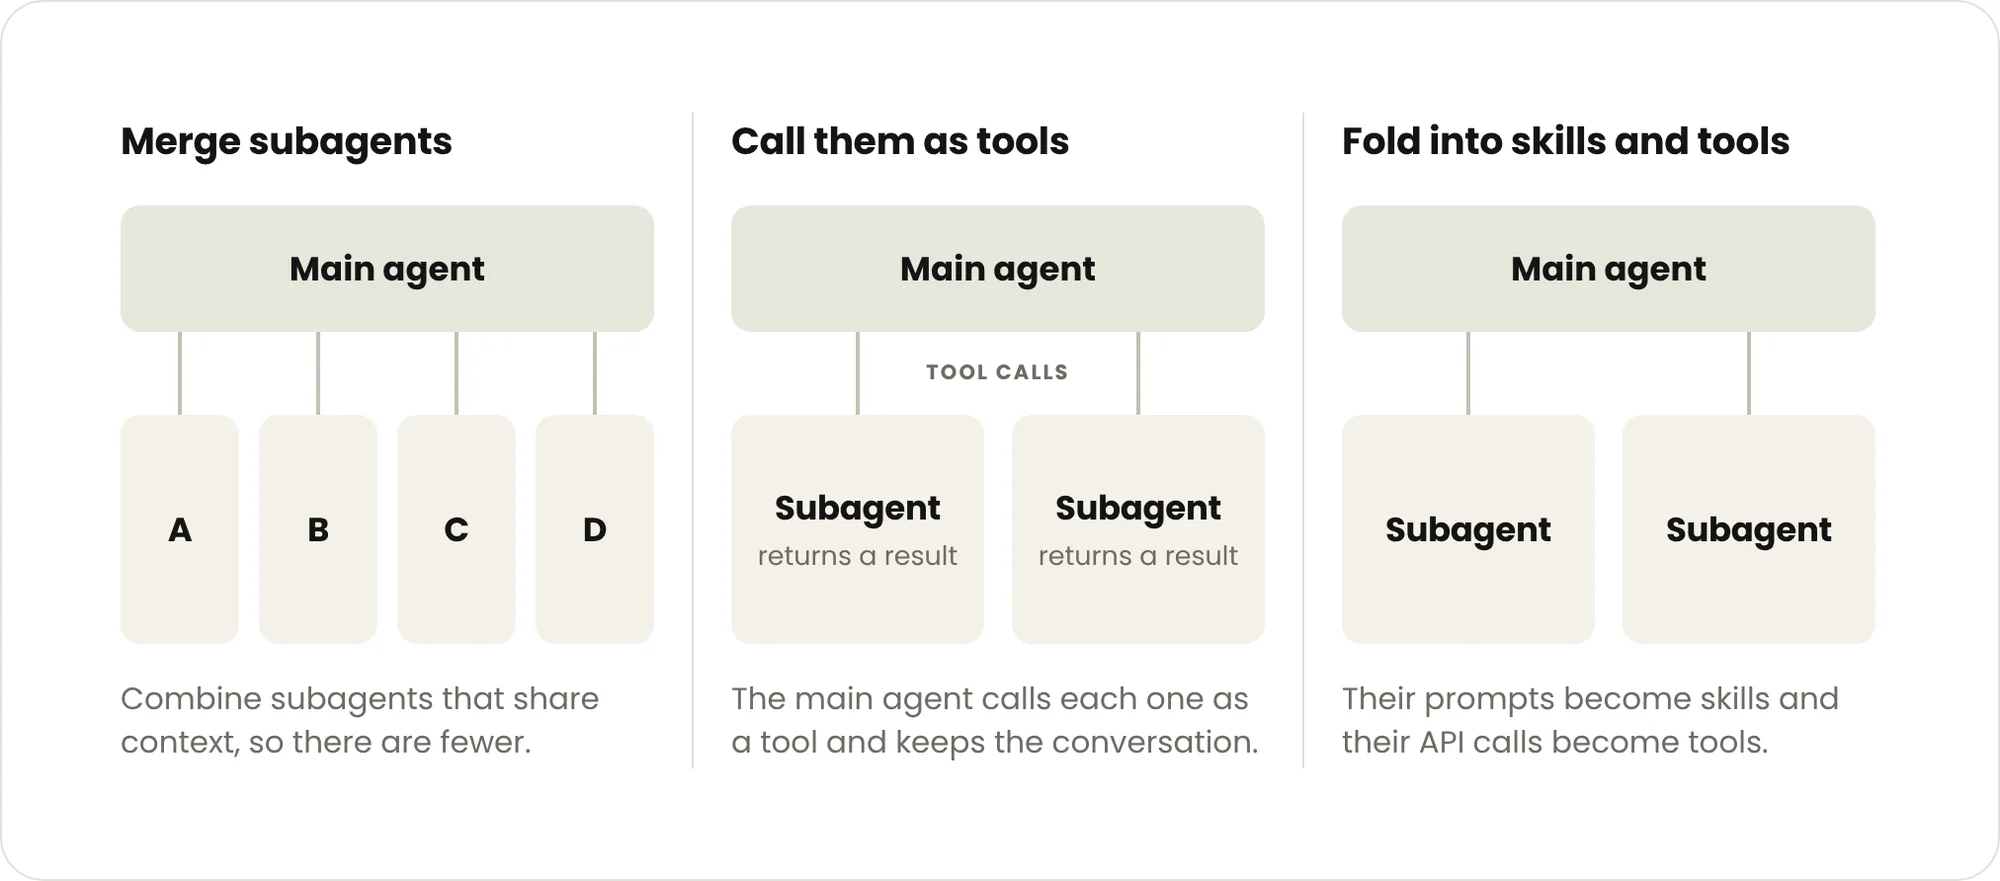 Merge subagents
Main agent
A
B
C
D
Combine subagents that share
context, so there are fewer.
Call them as tools
Main agent
TOOL CALLS
Subagent
returns a result
Subagent
returns a result
The main agent calls each one as
a tool and keeps the conversation.
Fold into skills and tools
Main agent
Subagent
Subagent
Their prompts become skills and
their API calls become tools.